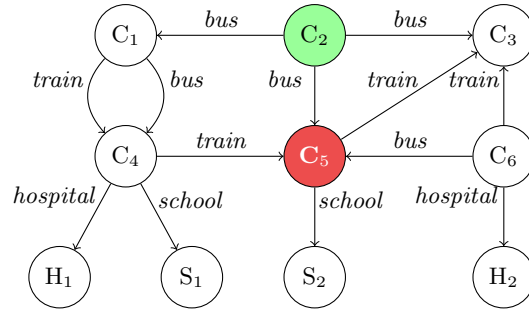 bus bus
C₁ C₂ C₃
train bus bus train train
C₄ train C₅ bus C₆
hospital school school hospital
H₁ S₁ S₂ H₂